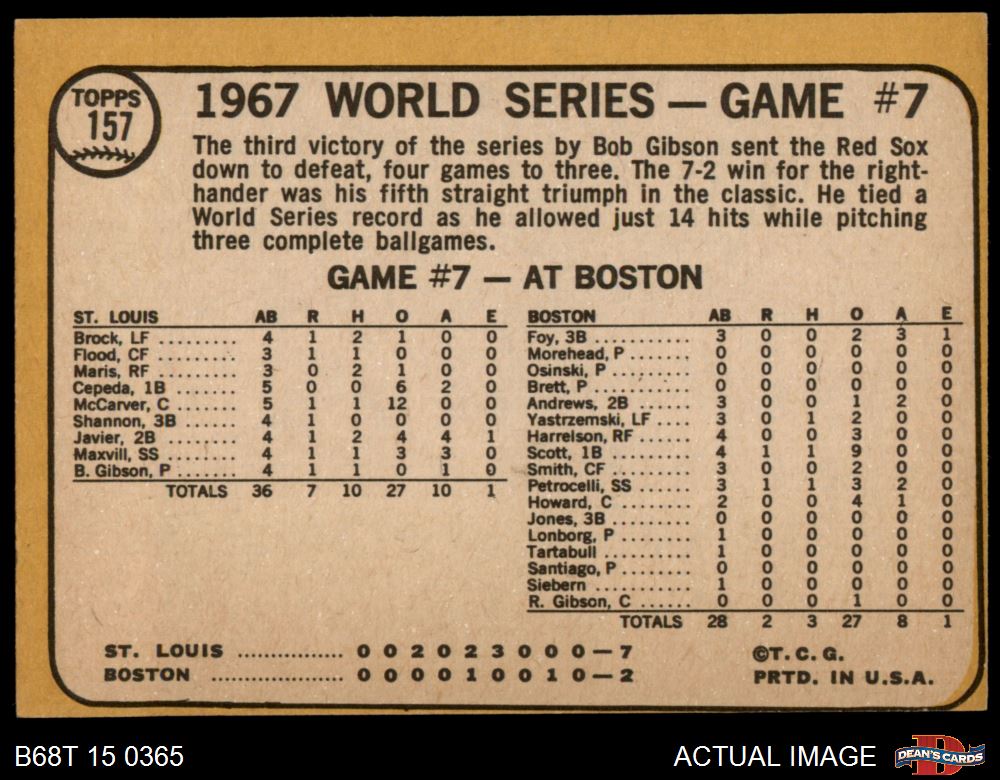 TOPPS
157
1967 WORLD SERIES — GAME #7
The third victory of the series by Bob Gibson sent the Red Sox
down to defeat, four games to three. The 7-2 win for the right-
hander was his fifth straight triumph in the classic. He tied a
World Series record as he allowed just 14 hits while pitching
three complete ballgames.
GAME #7 — AT BOSTON
ST. LOUIS AB R H O A E
Brock, LF ......... 4 1 2 1 0 0
Flood, CF ......... 3 1 1 0 0 0
Maris, RF ......... 3 0 2 1 0 0
Cepeda, 1B ........ 5 0 0 6 2 0
McCarver, C ....... 5 1 1 12 0 0
Shannon, 3B ....... 4 1 0 0 0 0
Javier, 2B ........ 4 1 2 4 4 1
Maxvill, SS ....... 4 1 1 3 3 0
B. Gibson, P ...... 4 1 1 0 1 0
TOTALS 36 7 10 27 10 1
BOSTON AB R H O A E
Foy, 3B ........... 3 0 0 2 3 1
Morehead, P ....... 0 0 0 0 0 0
Osinski, P ........ 0 0 0 0 0 0
Brett, P .......... 0 0 0 0 0 0
Andrews, 2B ....... 3 0 0 1 2 0
Yastrzemski, LF .... 3 0 1 2 0 0
Harrelson, RF ..... 4 0 0 3 0 0
Scott, 1B ......... 4 1 1 9 0 0
Smith, CF ......... 3 0 0 2 0 0
Petrocelli, SS ...... 3 1 1 3 2 0
Howard, C ......... 2 0 0 4 1 0
Jones, 3B ......... 0 0 0 0 0 0
Lonborg, P ........ 1 0 0 0 0 0
Tartabull .......... 1 0 0 0 0 0
Santiago, P ....... 0 0 0 0 0 0
Siebern ........... 1 0 0 0 0 0
R. Gibson, C ...... 0 0 0 1 0 0
TOTALS 28 2 3 27 8 1
ST. LOUIS ............... 0 0 2 0 2 3 0 0 0 — 7
BOSTON ................... 0 0 0 0 1 0 0 1 0 — 2
©T.C.G.
PRTD. IN U.S.A.
B68T 15 0365
ACTUAL IMAGE
D
DEAN'S CARDS